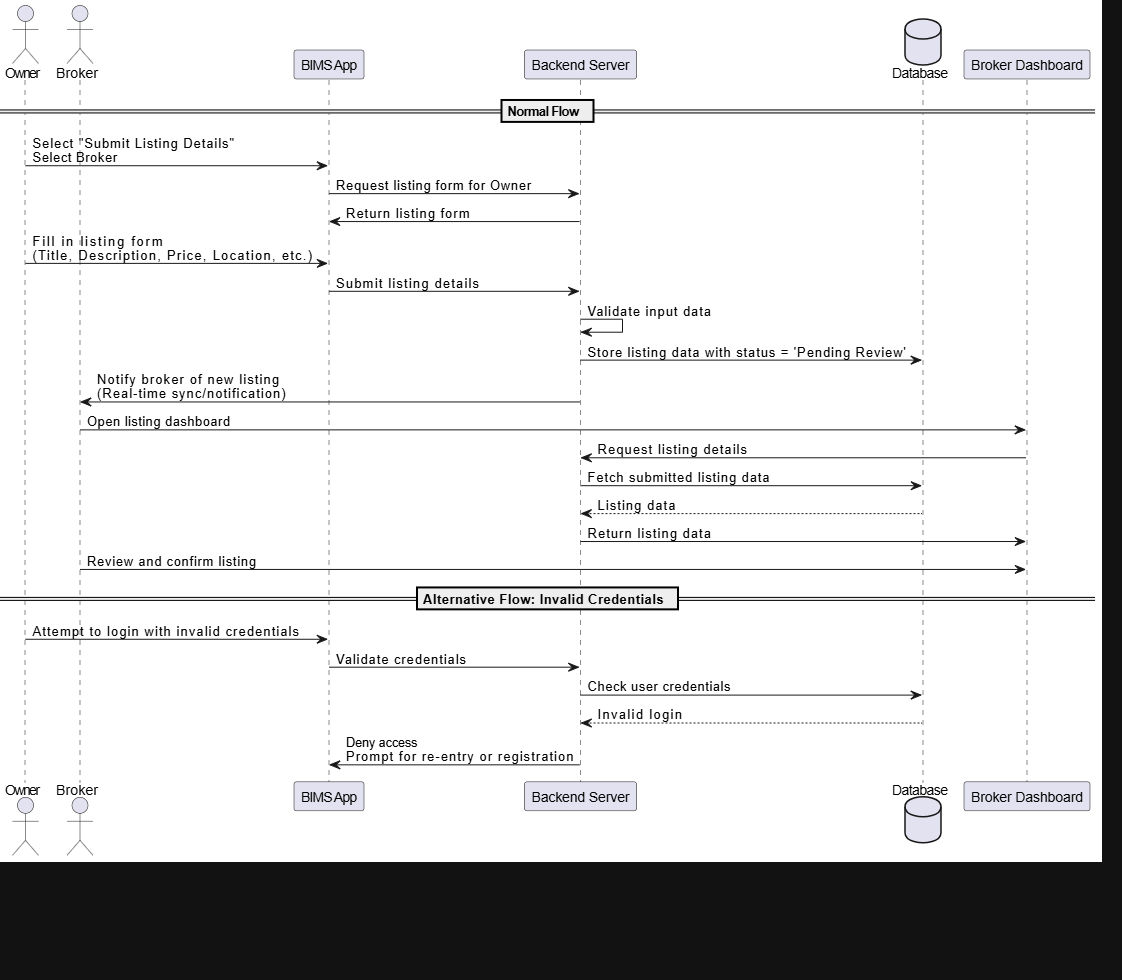 Owner
Broker
BIMS App
Backend Server
Database
Broker Dashboard
Normal Flow
Select "Submit Listing Details"
Select Broker
Request listing form for Owner
Return listing form
Fill in listing form
(Title, Description, Price, Location, etc.)
Submit listing details
Validate input data
Store listing data with status = 'Pending Review'
Notify broker of new listing
(Real-time sync/notification)
Open listing dashboard
Request listing details
Fetch submitted listing data
Listing data
Return listing data
Review and confirm listing
Alternative Flow: Invalid Credentials
Attempt to login with invalid credentials
Validate credentials
Check user credentials
Invalid login
Deny access
Prompt for re-entry or registration
Owner
Broker
BIMS App
Backend Server
Database
Broker Dashboard